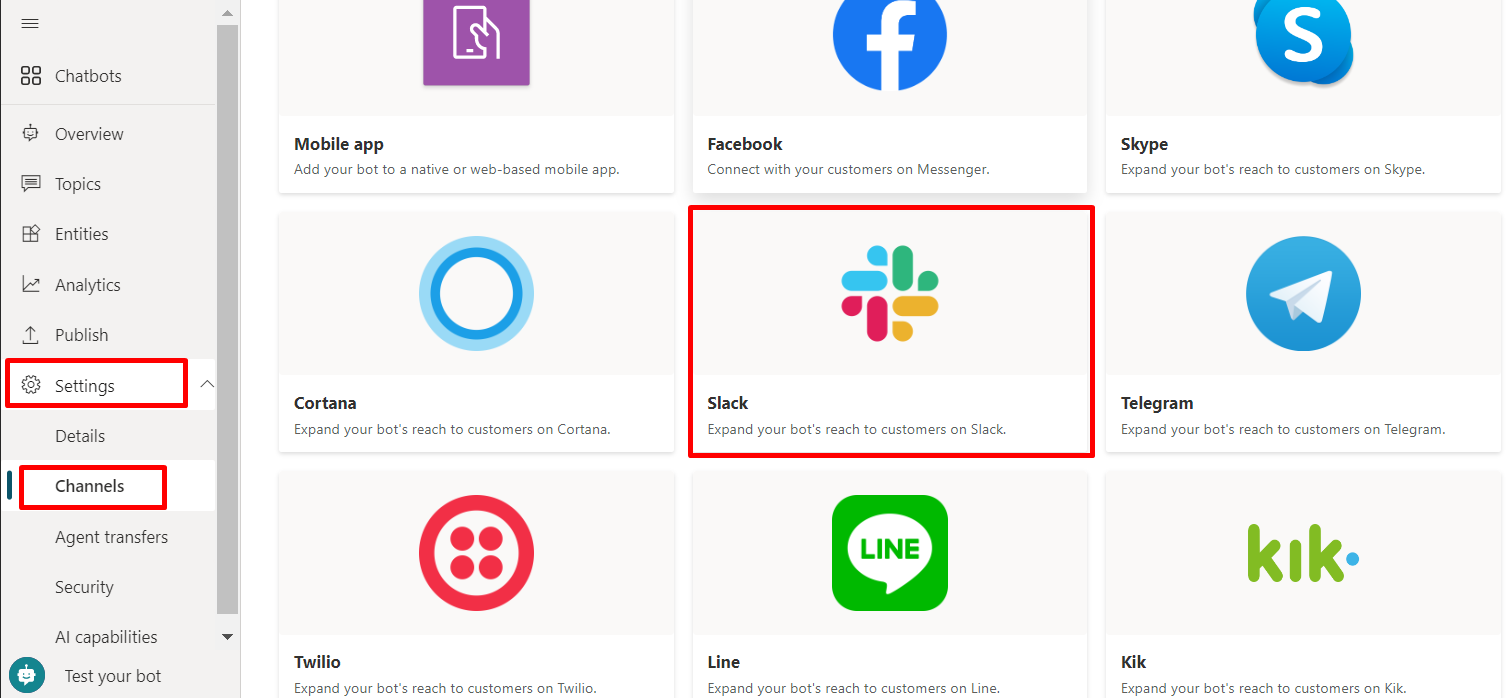 Chatbots
Overview
Topics
Entities
Analytics
Publish
Settings
Details
Channels
Agent transfers
Security
AI capabilities
Test your bot
Mobile app
Add your bot to a native or web-based mobile app.
Facebook
Connect with your customers on Messenger.
S
Skype
Expand your bot's reach to customers on Skype.
Cortana
Expand your bot's reach to customers on Cortana.
Slack
Expand your bot's reach to customers on Slack.
Telegram
Expand your bot's reach to customers on Telegram.
Twilio
Expand your bot's reach to customers on Twilio.
LINE
Line
Expand your bot's reach to customers on Line.
kik.
Kik
Expand your bot's reach to customers on Kik.